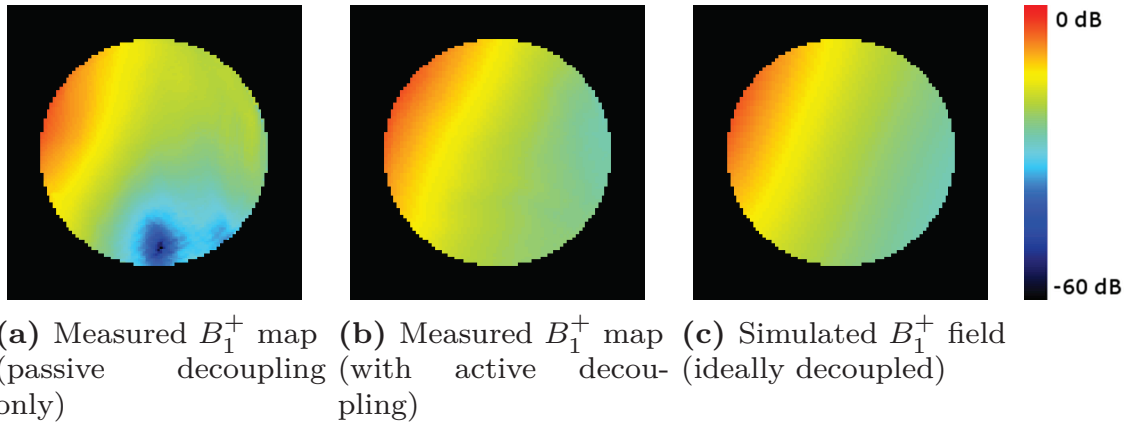 0 dB
-60 dB
(a) Measured B₁⁺ map
(passive decoupling
only)
(b) Measured B₁⁺ map
(with active decou-
pling)
(c) Simulated B₁⁺ field
(ideally decoupled)